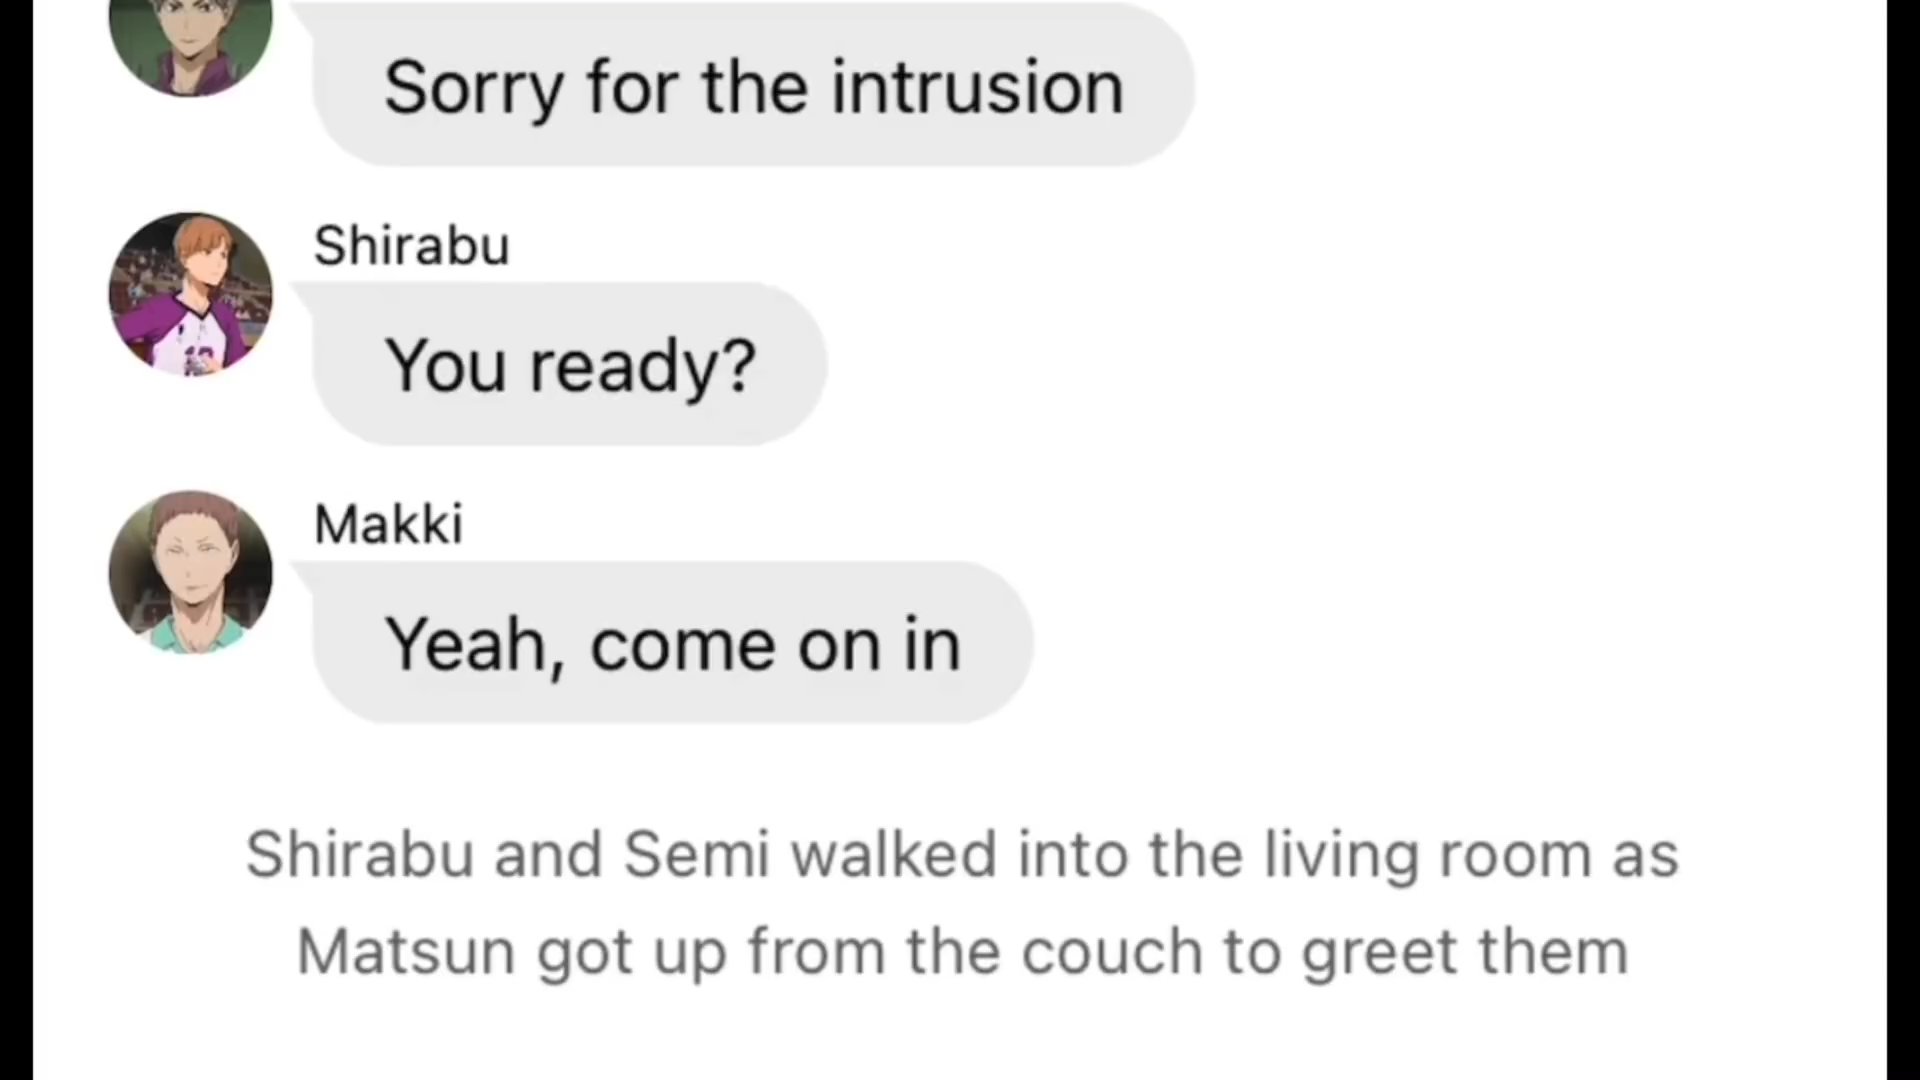 Sorry for the intrusion
Shirabu
You ready?
Makki
Yeah, come on in
Shirabu and Semi walked into the living room as
Matsun got up from the couch to greet them